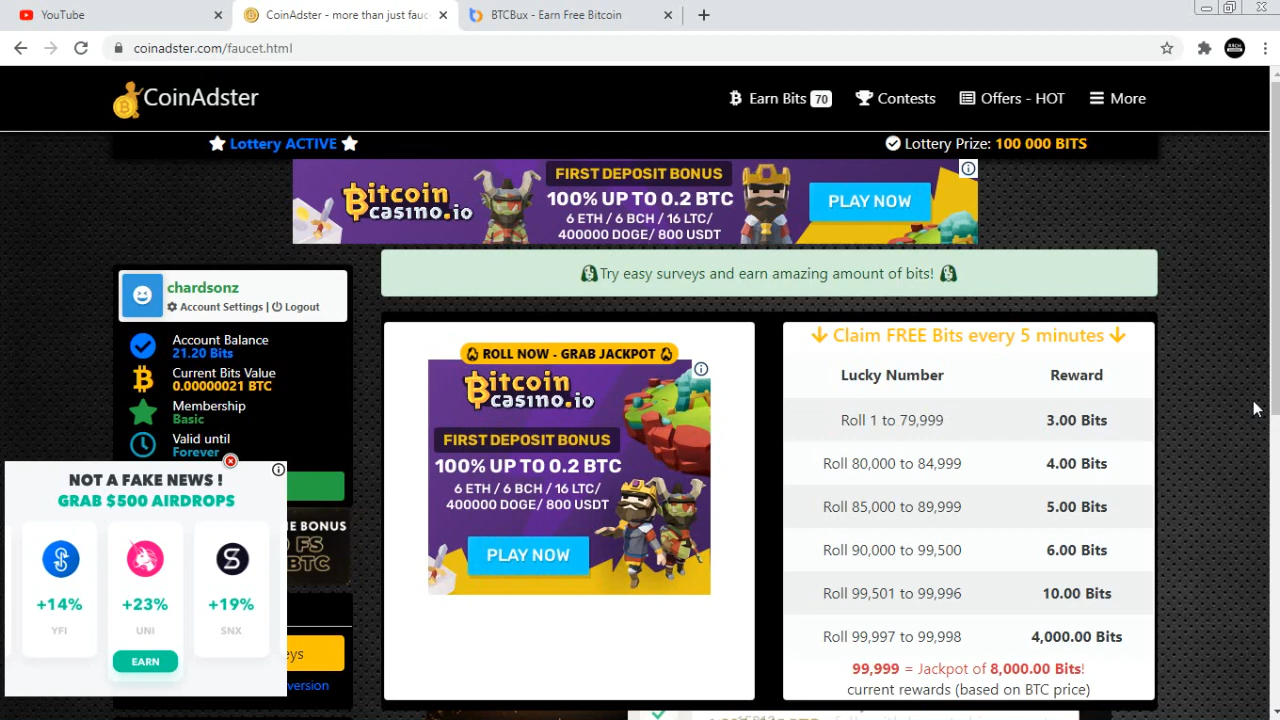 YouTube
CoinAdster - more than just fauc
BTCBux - Earn Free Bitcoin
coinadster.com/faucet.html
CoinAdster
Earn Bits 70
Contests
Offers - HOT
More
Lottery ACTIVE
Lottery Prize: 100 000 BITS
Bitcoin
casino.io
FIRST DEPOSIT BONUS
100% UP TO 0.2 BTC
6 ETH / 6 BCH / 16 LTC/
400000 DOGE/ 800 USDT
PLAY NOW
Try easy surveys and earn amazing amount of bits!
chardsonz
Account Settings | Logout
Account Balance
21.20 Bits
Current Bits Value
0.00000021 BTC
Membership
Basic
Valid until
Forever
NOT A FAKE NEWS !
GRAB $500 AIRDROPS
+14%
+23%
+19%
YFI
UNI
SNX
EARN
E BONUS
FS
BTC
eys
version
ROLL NOW - GRAB JACKPOT
Bitcoin
casino.io
FIRST DEPOSIT BONUS
100% UP TO 0.2 BTC
6 ETH / 6 BCH / 16 LTC/
400000 DOGE/ 800 USDT
PLAY NOW
Claim FREE Bits every 5 minutes
Lucky Number Reward
Roll 1 to 79,999 3.00 Bits
Roll 80,000 to 84,999 4.00 Bits
Roll 85,000 to 89,999 5.00 Bits
Roll 90,000 to 99,500 6.00 Bits
Roll 99,501 to 99,996 10.00 Bits
Roll 99,997 to 99,998 4,000.00 Bits
99,999 = Jackpot of 8,000.00 Bits!
current rewards (based on BTC price)